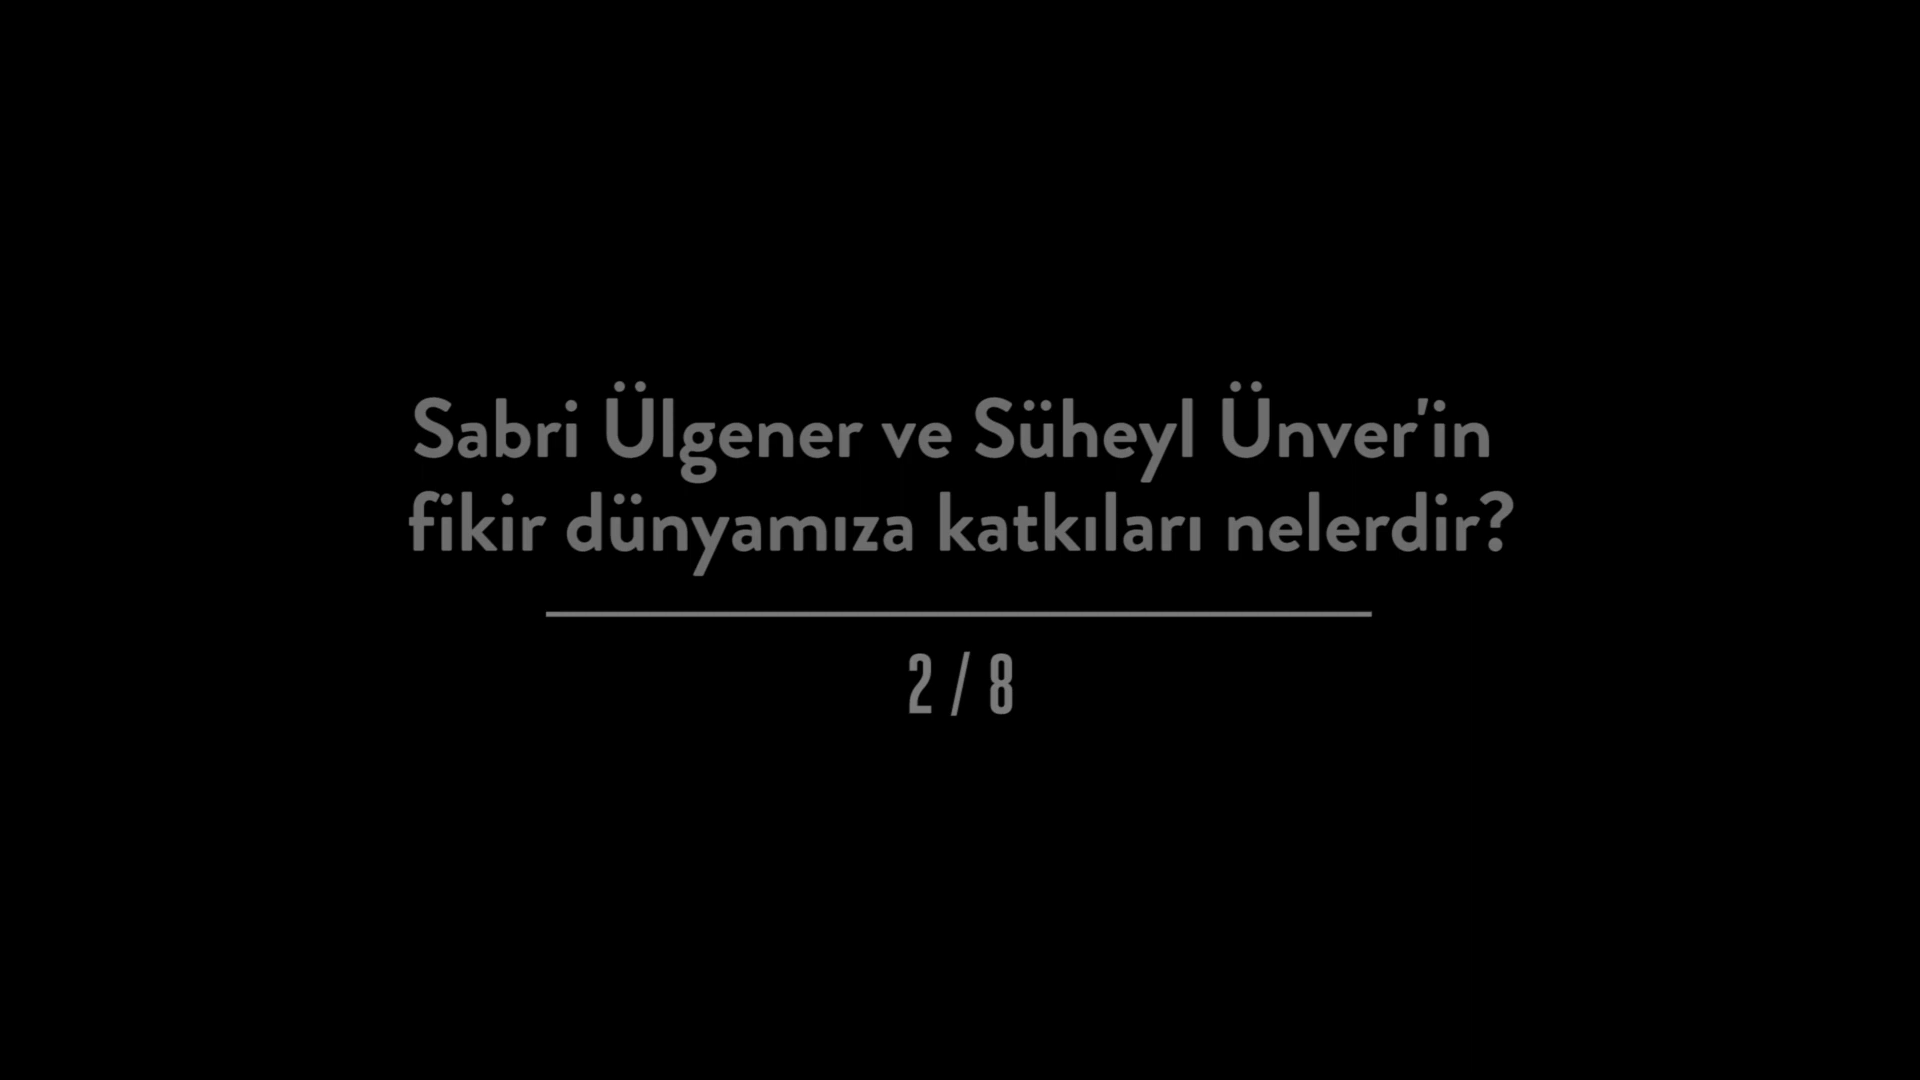 Sabri Ülgener ve Süheyl Ünver'in
fikir dünyamıza katkıları nelerdir?
2 / 8